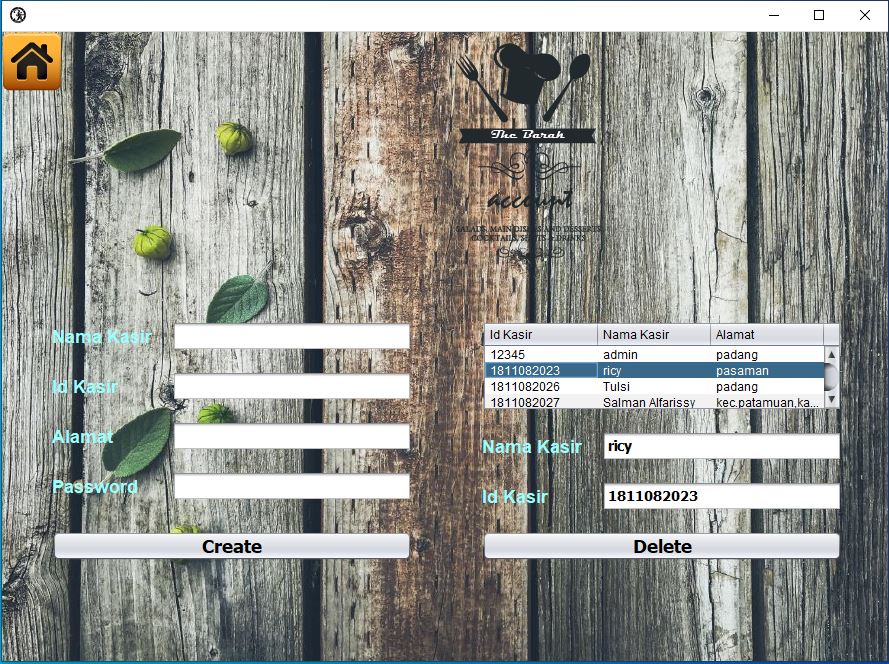 The Barah
account
SALADS, MAIN DISHES AND DESSERTS
COCKTAILS, SHOTS & DRINKS
Nama Kasir
Id Kasir
Alamat
Password
Create
Id Kasir Nama Kasir Alamat
12345 admin padang
1811082023 ricy pasaman
1811082026 Tulsi padang
1811082027 Salman Alfarissy kec.patamuan,ka...
Nama Kasir ricy
Id Kasir 1811082023
Delete